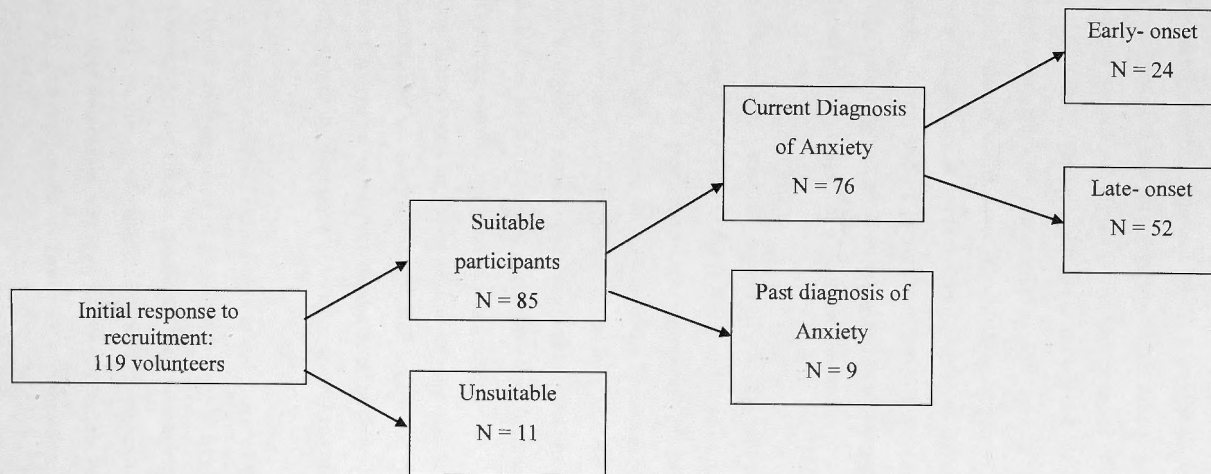 Initial response to
recruitment:
119 volunteers
Suitable
participants
N = 85
Unsuitable
N = 11
Current Diagnosis
of Anxiety
N = 76
Past diagnosis of
Anxiety
N = 9
Early- onset
N = 24
Late- onset
N = 52